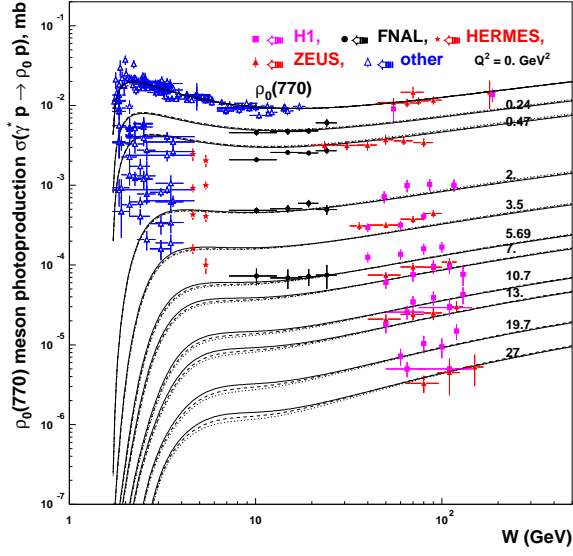 H1, FNAL, HERMES,
ZEUS, other Q² = 0. GeV²
ρ₀(770)
0.24
0.47
2.
3.5
5.69
7.
10.7
13.
19.7
27
ρ₀(770) meson photoproduction σ(γ* p → ρ₀ p), mb
10⁻¹
10⁻²
10⁻³
10⁻⁴
10⁻⁵
10⁻⁶
10⁻⁷
1 10 10²
W (GeV)